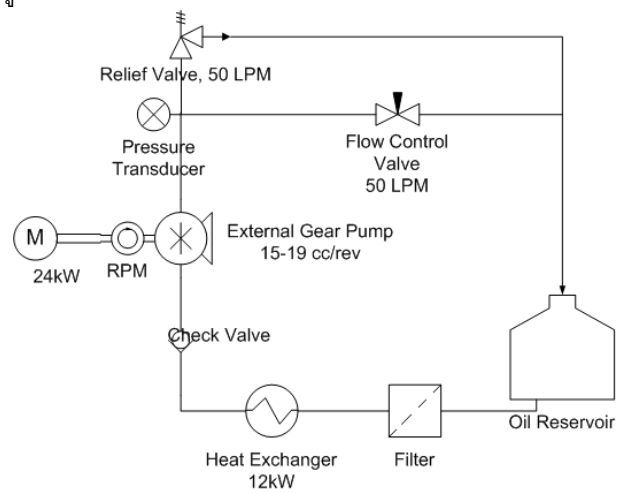 Relief Valve, 50 LPM
Pressure
Transducer
Flow Control
Valve
50 LPM
M
24kW
RPM
External Gear Pump
15-19 cc/rev
Check Valve
Oil Reservoir
Heat Exchanger
12kW
Filter